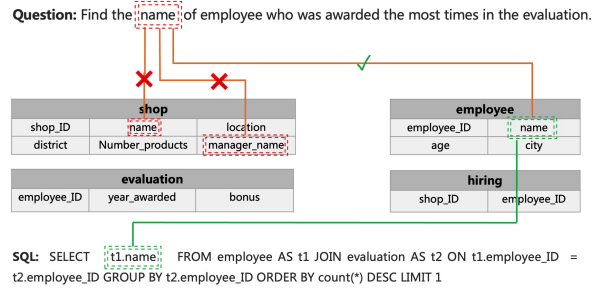 Question: Find the name of employee who was awarded the most times in the evaluation.
shop
shop_ID name location
district Number_products manager_name
employee
employee_ID name
age city
evaluation
employee_ID year_awarded bonus
hiring
shop_ID employee_ID
SQL: SELECT t1.name FROM employee AS t1 JOIN evaluation AS t2 ON t1.employee_ID =
t2.employee_ID GROUP BY t2.employee_ID ORDER BY count(*) DESC LIMIT 1